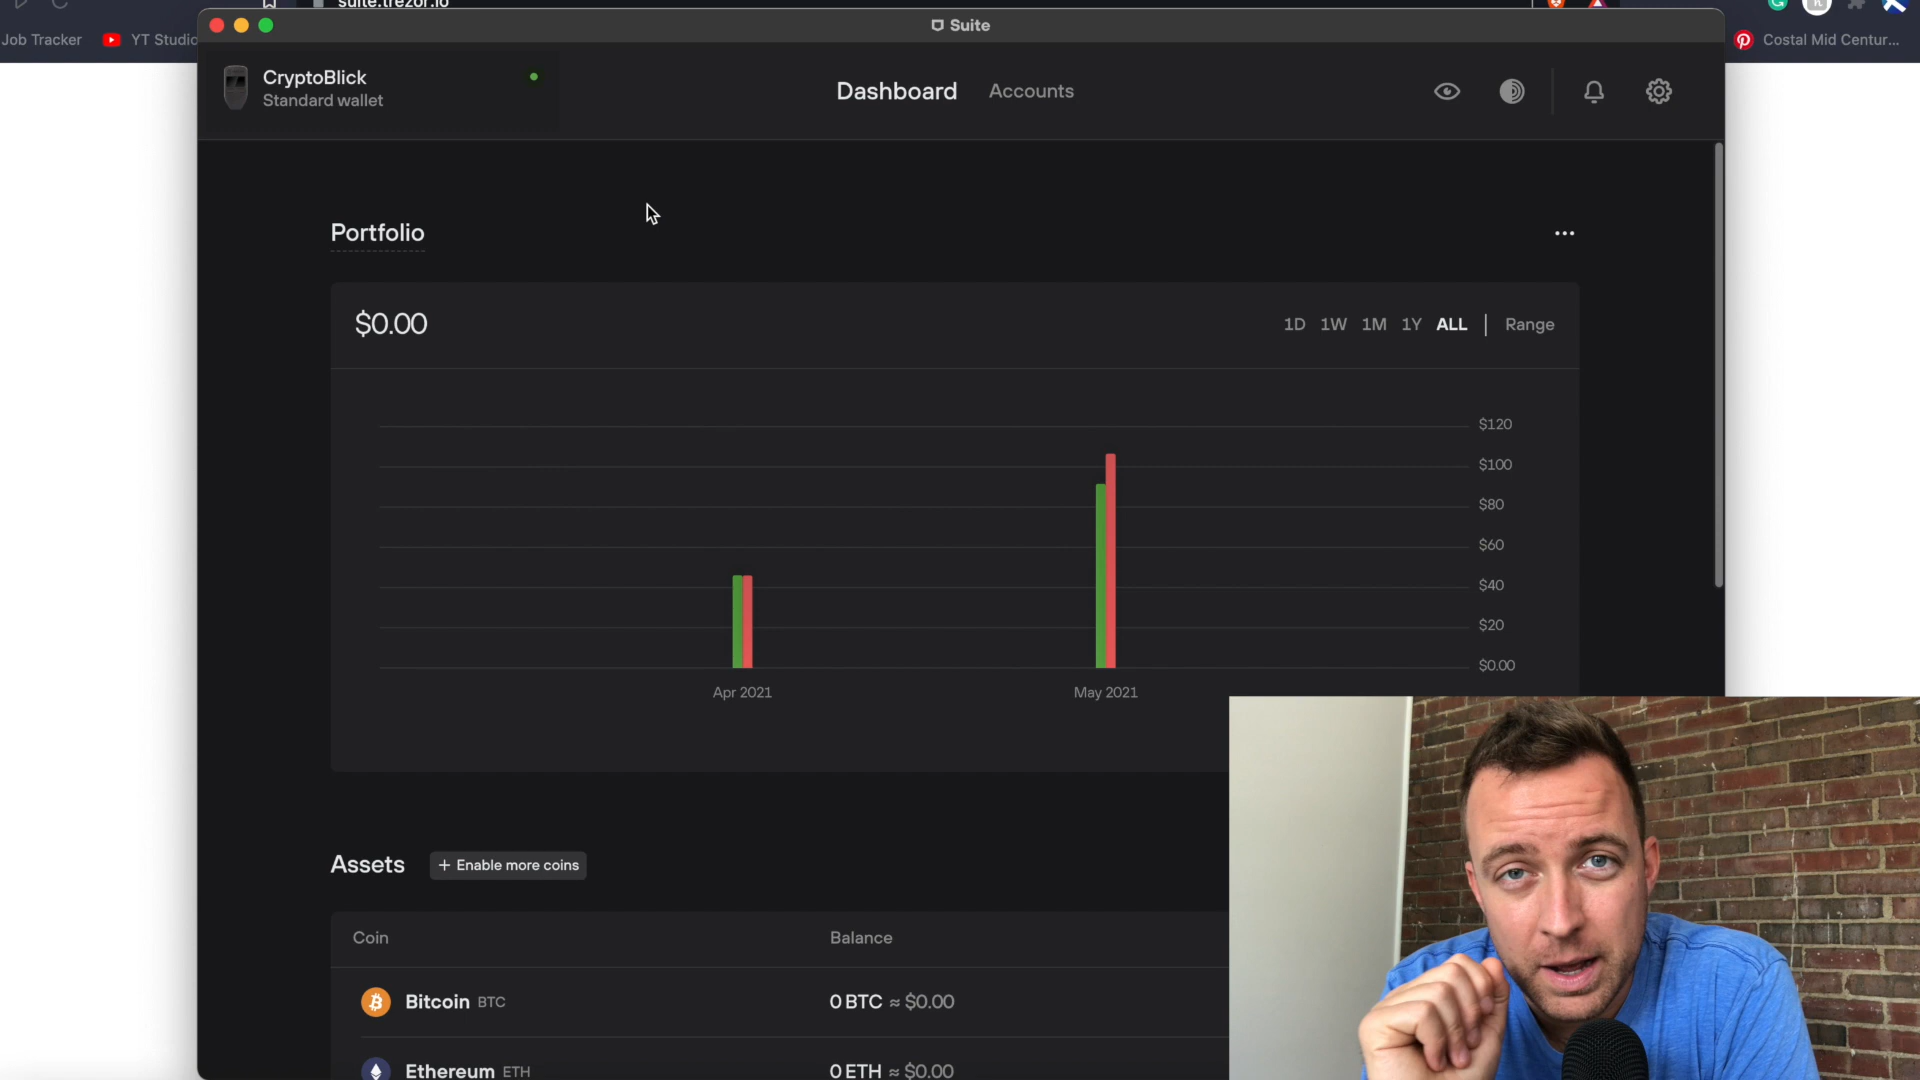 suite.trezor.io
Job Tracker
YT Studio
Costal Mid Centur...
Suite
CryptoBlick
Standard wallet
Dashboard Accounts
Portfolio
$0.00
1D 1W 1M 1Y ALL | Range
$120
$100
$80
$60
$40
$20
$0.00
Apr 2021
May 2021
Assets
+ Enable more coins
Coin
Balance
Bitcoin BTC
0 BTC ≈ $0.00
Ethereum ETH
0 ETH ≈ $0.00